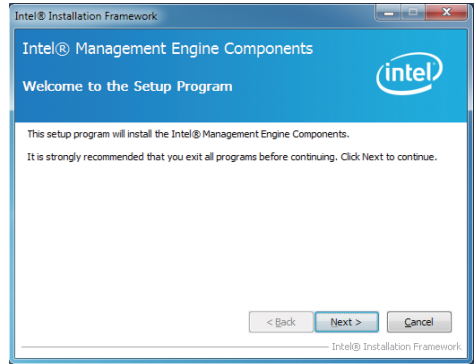 Intel® Installation Framework
Intel® Management Engine Components
Welcome to the Setup Program
intel
This setup program will install the Intel® Management Engine Components.
It is strongly recommended that you exit all programs before continuing. Click Next to continue.
< Back Next > Cancel
Intel® Installation Framework